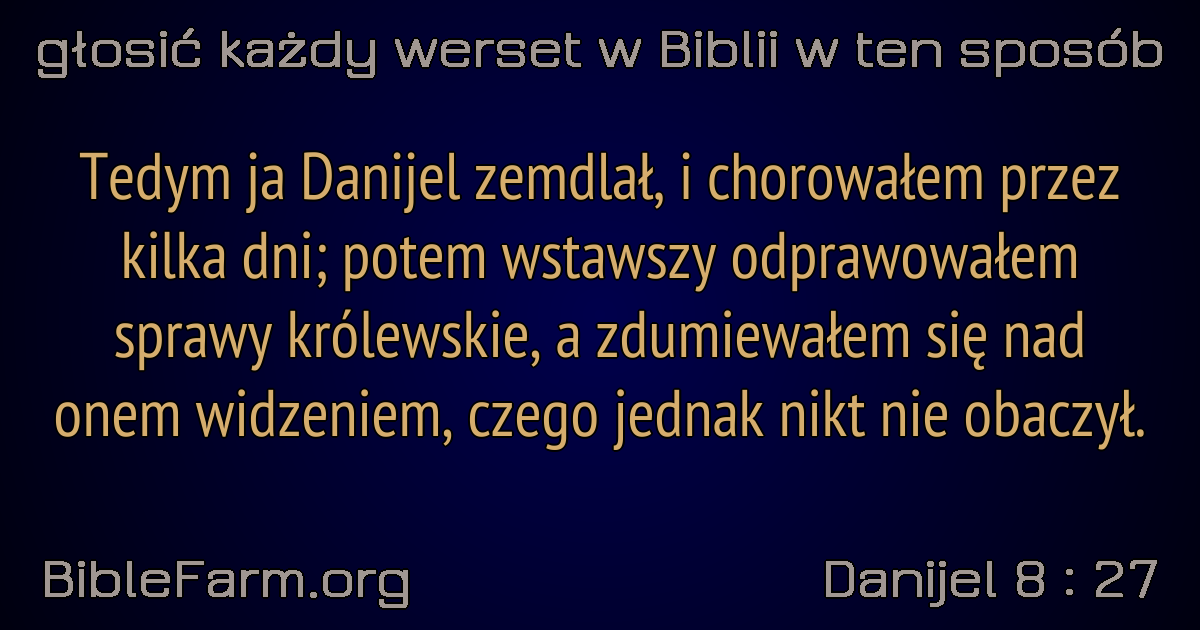 głosić każdy werset w Biblii w ten sposób
Tedym ja Danijel zemdlał, i chorowałem przez
kilka dni; potem wstawszy odprawowałem
sprawy królewskie, a zdumiewałem się nad
onem widzeniem, czego jednak nikt nie obaczył.
BibleFarm.org
Danijel 8 : 27